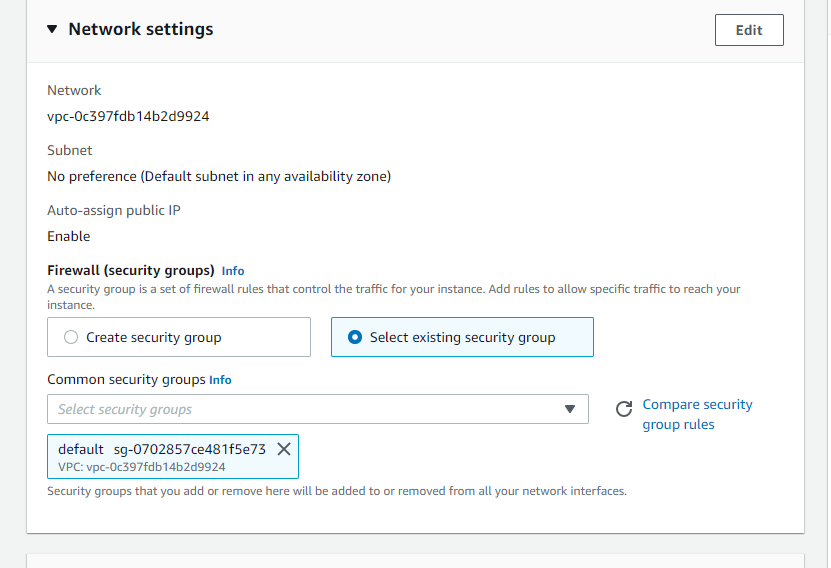 Network settings
Edit
Network
vpc-0c397fdb14b2d9924
Subnet
No preference (Default subnet in any availability zone)
Auto-assign public IP
Enable
Firewall (security groups) Info
A security group is a set of firewall rules that control the traffic for your instance. Add rules to allow specific traffic to reach your
instance.
Create security group
Select existing security group
Common security groups Info
Select security groups
Compare security
group rules
default sg-0702857ce481f5e73
VPC: vpc-0c397fdb14b2d9924
Security groups that you add or remove here will be added to or removed from all your network interfaces.